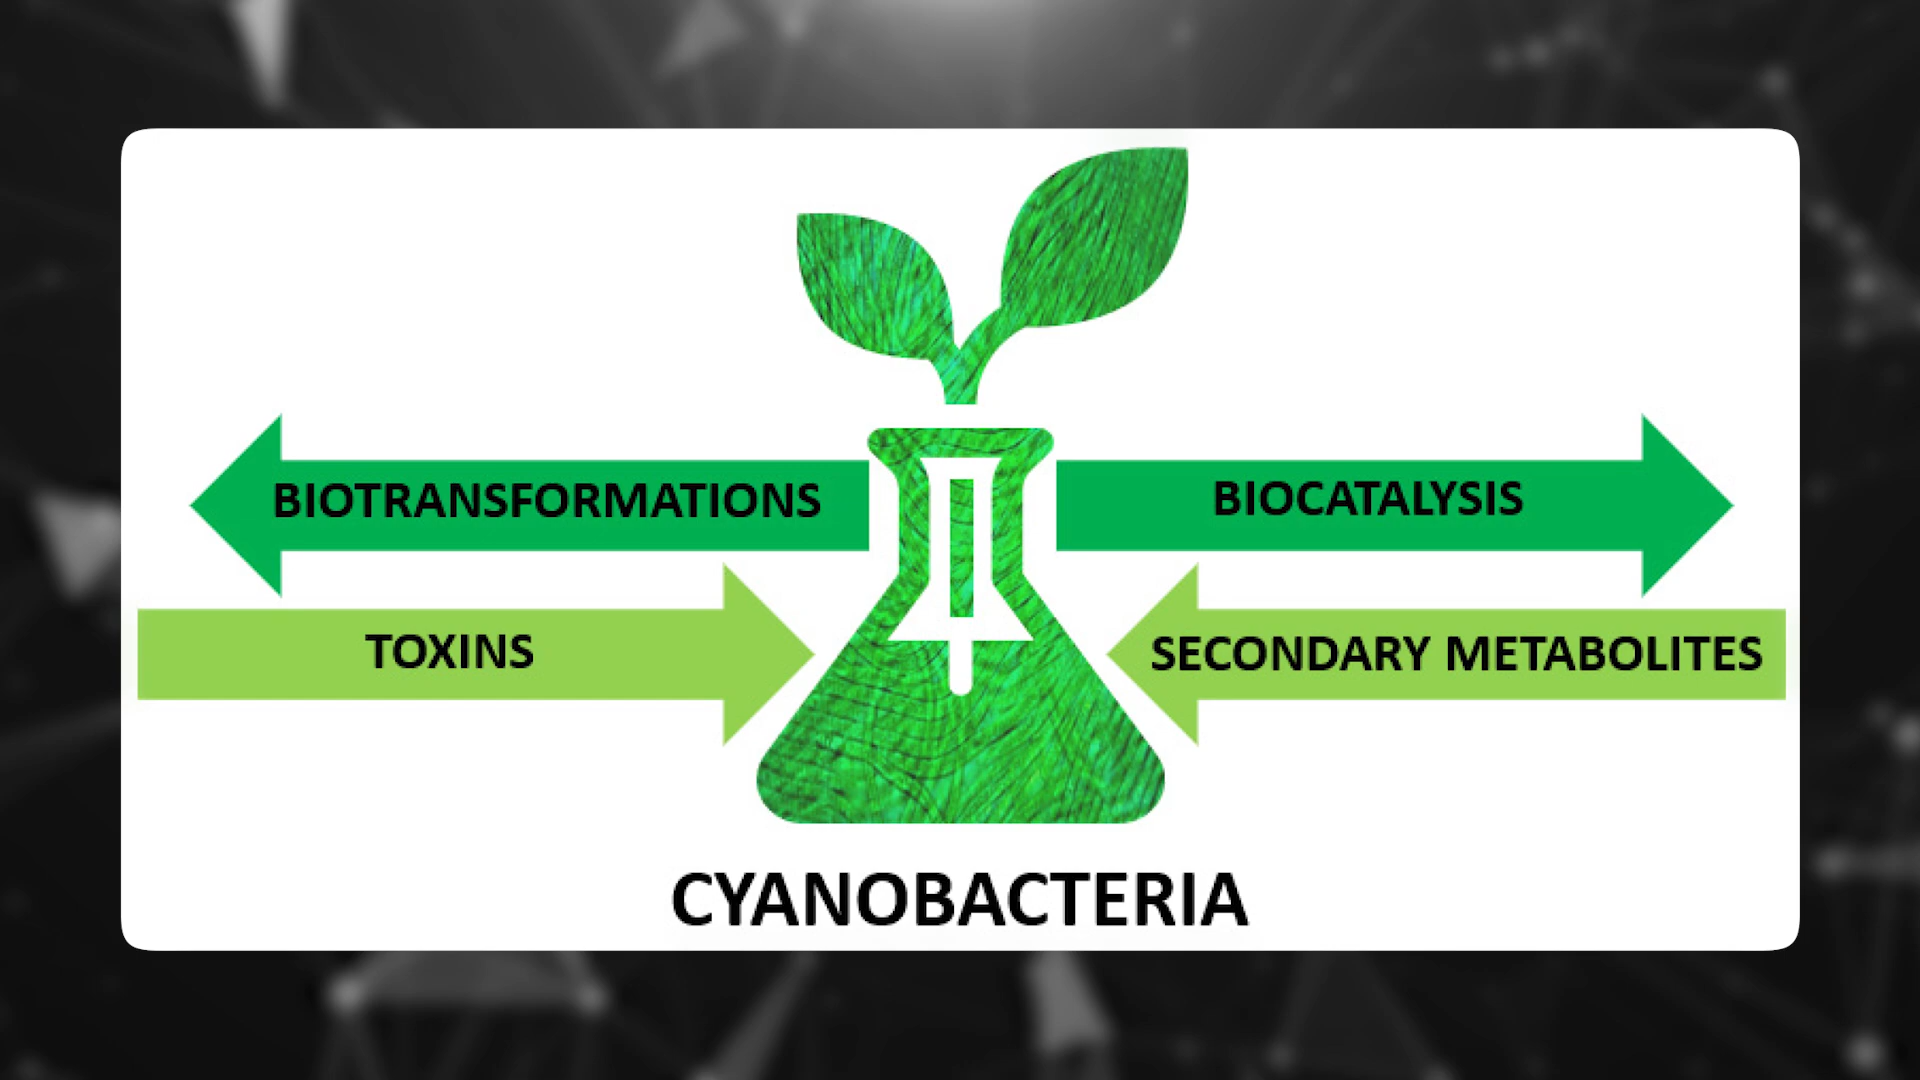 BIOTRANSFORMATIONS
BIOCATALYSIS
TOXINS
SECONDARY METABOLITES
CYANOBACTERIA